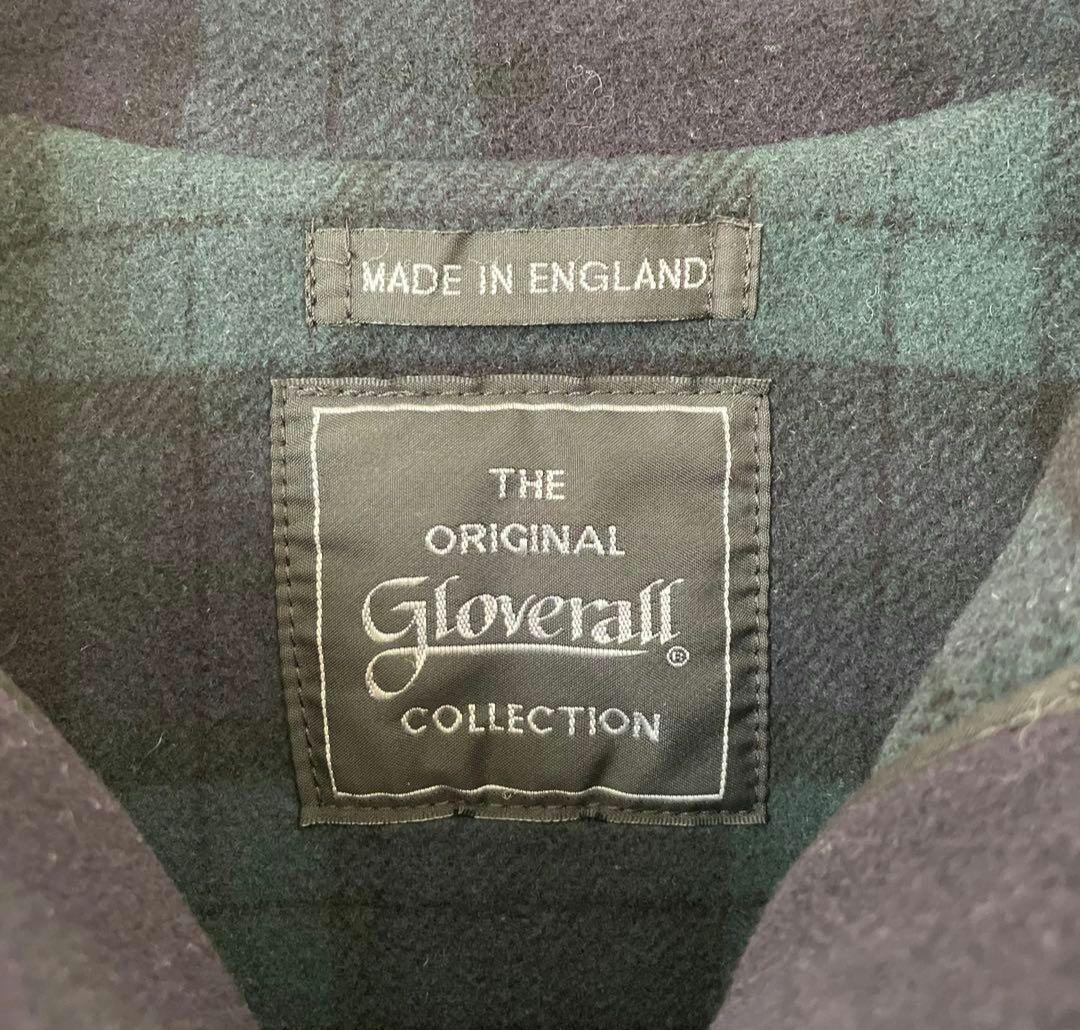 MADE IN ENGLAND
THE
ORIGINAL
Gloverall®
COLLECTION